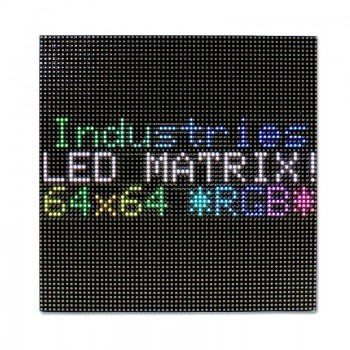 Industries
LED MATRIX!
64x64 *RGB*